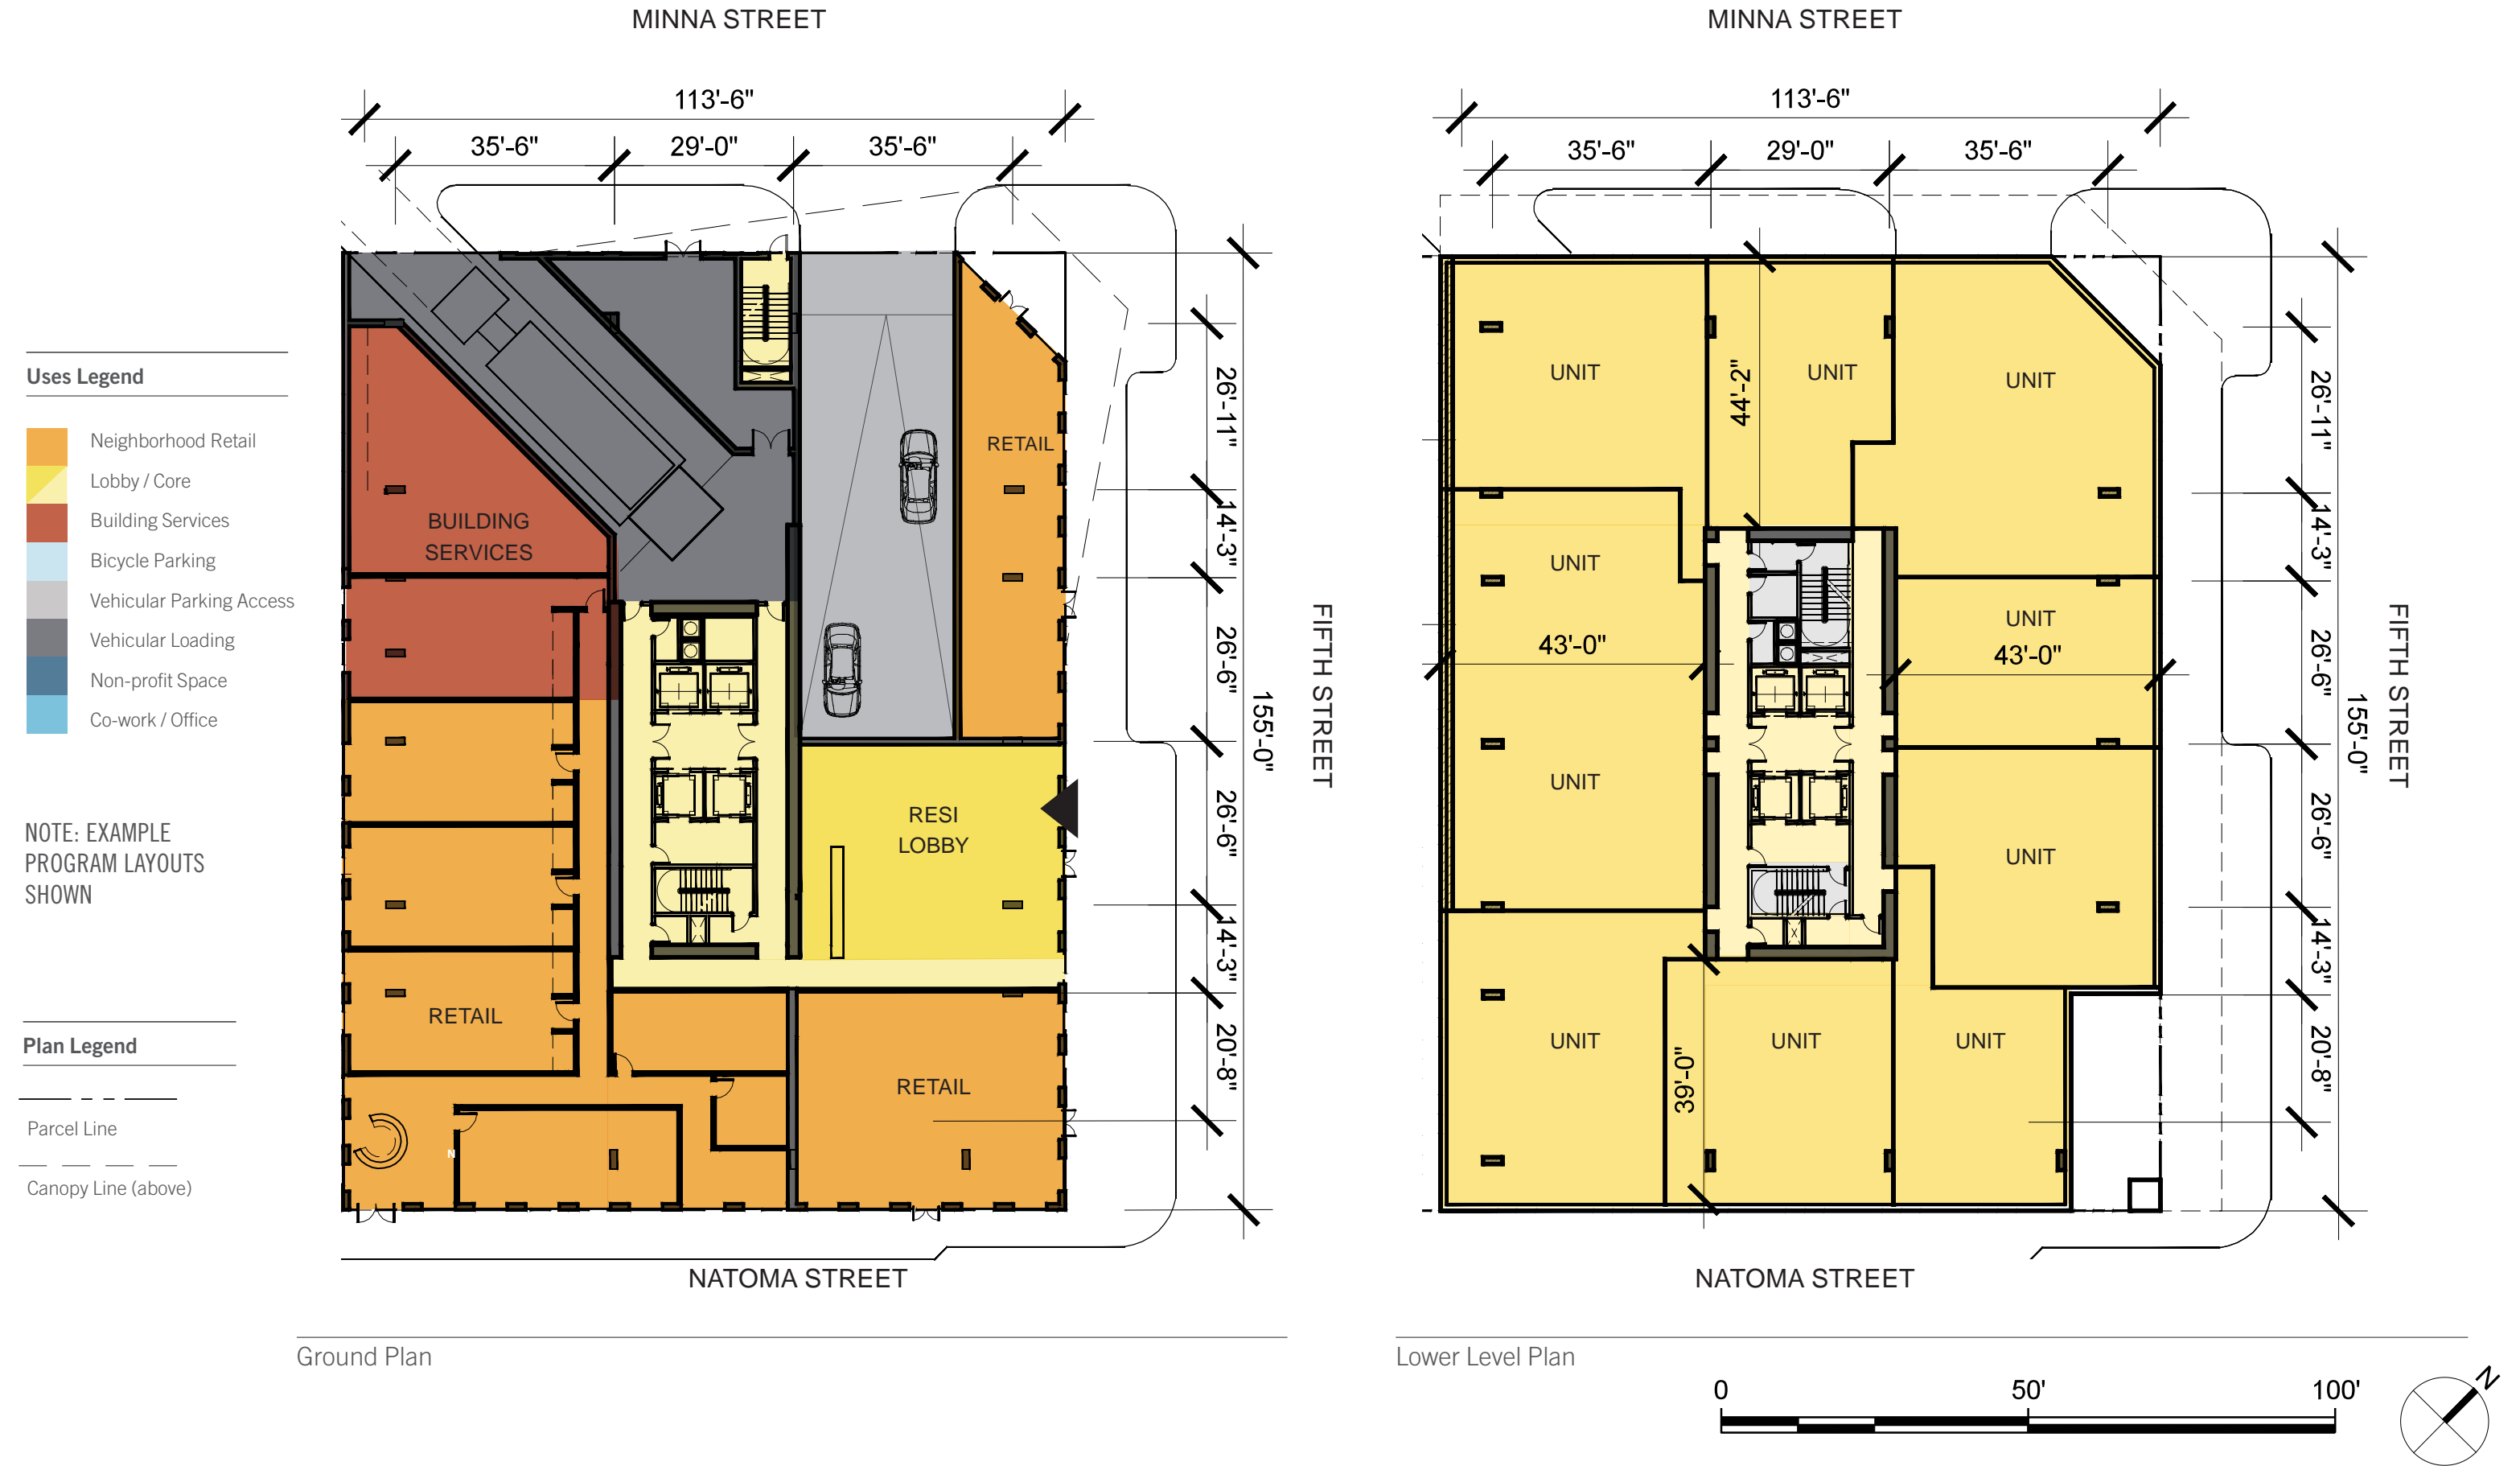 MINNA STREET
113'-6"
35'-6"
29'-0"
35'-6"
Uses Legend
Neighborhood Retail
Lobby / Core
Building Services
Bicycle Parking
Vehicular Parking Access
Vehicular Loading
Non-profit Space
Co-work / Office
NOTE: EXAMPLE
PROGRAM LAYOUTS
SHOWN
Plan Legend
Parcel Line
Canopy Line (above)
RETAIL
BUILDING
SERVICES
RESI
LOBBY
RETAIL
RETAIL
N
26'-11"
14'-3"
26'-6"
26'-6"
14'-3"
20'-8"
155'-0"
FIFTH STREET
NATOMA STREET
Ground Plan
MINNA STREET
113'-6"
35'-6"
29'-0"
35'-6"
UNIT
44'-2"
UNIT
UNIT
UNIT
UNIT
43'-0"
43'-0"
UNIT
UNIT
UNIT
39'-0"
UNIT
UNIT
26'-11"
14'-3"
26'-6"
26'-6"
14'-3"
20'-8"
155'-0"
FIFTH STREET
NATOMA STREET
Lower Level Plan
0
50'
100'
N